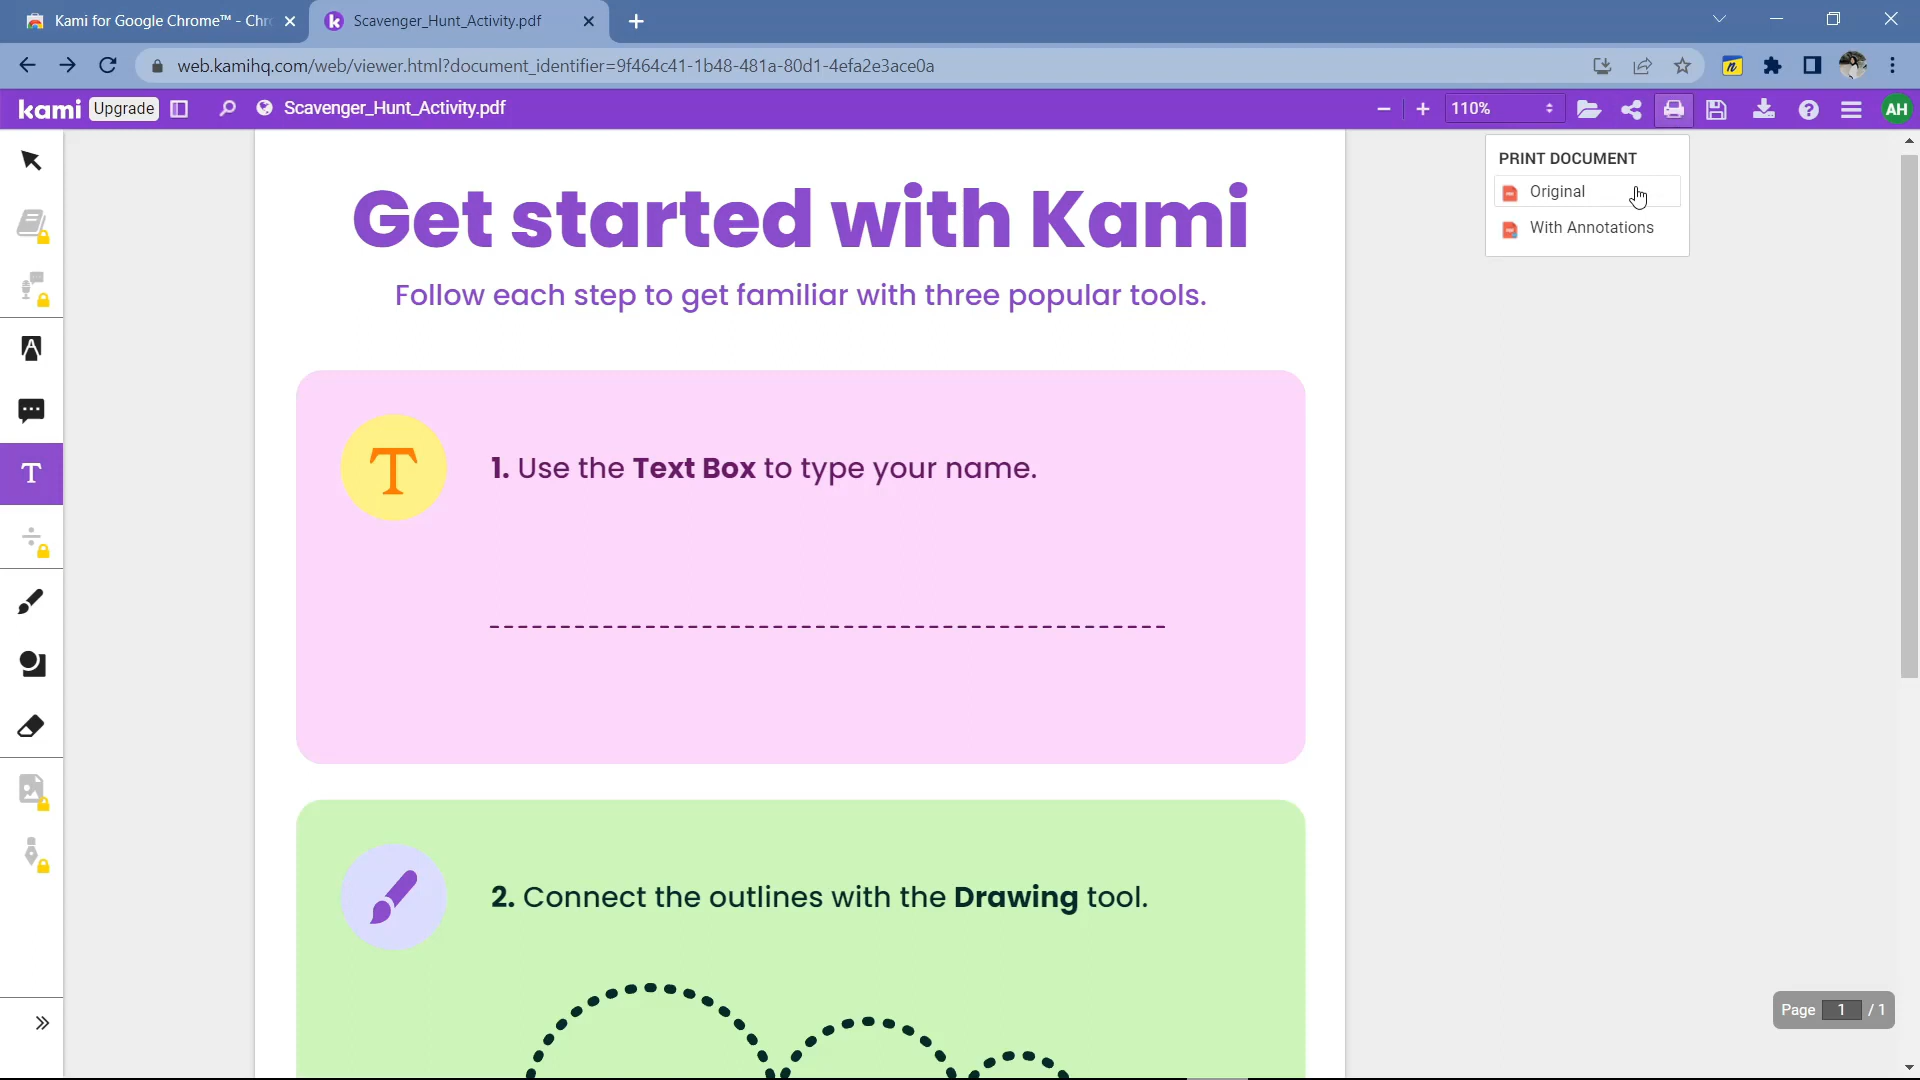 Kami for Google Chrome™ - Chr
Scavenger_Hunt_Activity.pdf
web.kamihq.com/web/viewer.html?document_identifier=9f464c41-1b48-481a-80d1-4efa2e3ace0a
kami Upgrade Scavenger_Hunt_Activity.pdf 110% AH
PRINT DOCUMENT
Original
With Annotations
Get started with Kami
Follow each step to get familiar with three popular tools.
T 1. Use the Text Box to type your name.
2. Connect the outlines with the Drawing tool.
Page 1 / 1